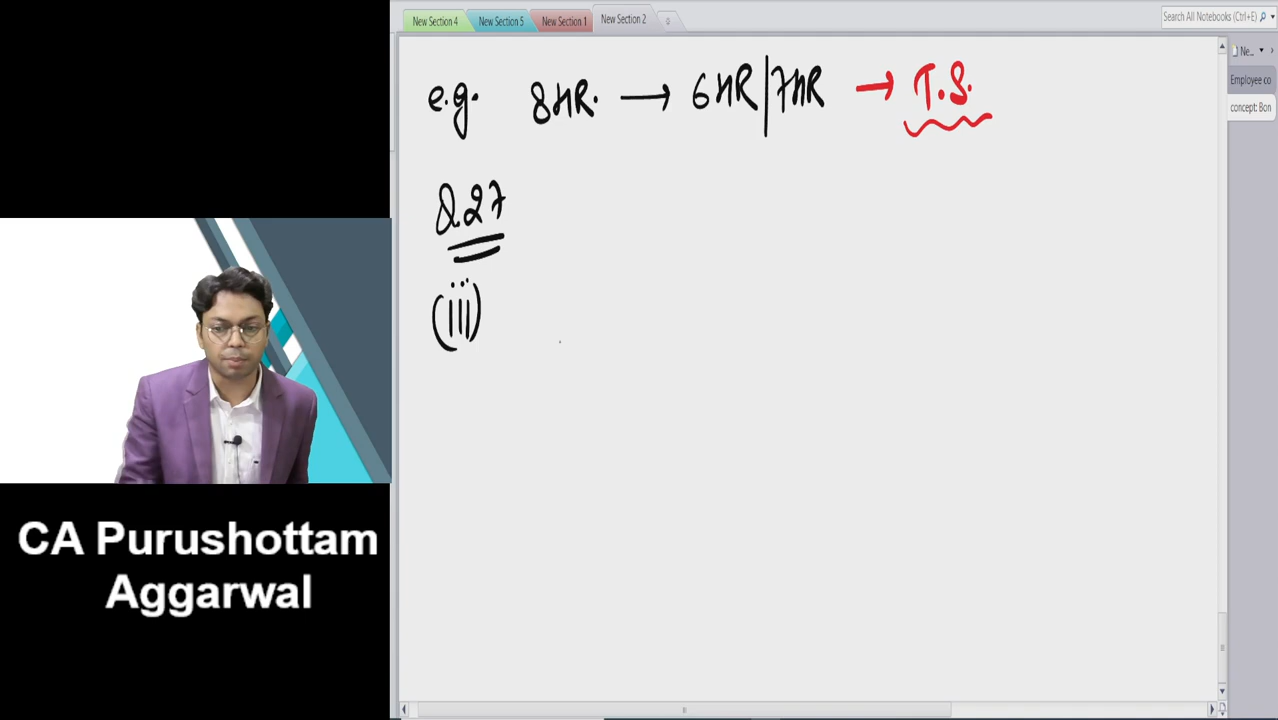 New Section 4 New Section 5 New Section 1 New Section 2
Search All Notebooks (Ctrl+E)
Ne...
Employee co
concept: Bon
e.g. 8HR. → 6HR|7HR → T.S.
Q.27
(iii)
CA Purushottam
Aggarwal